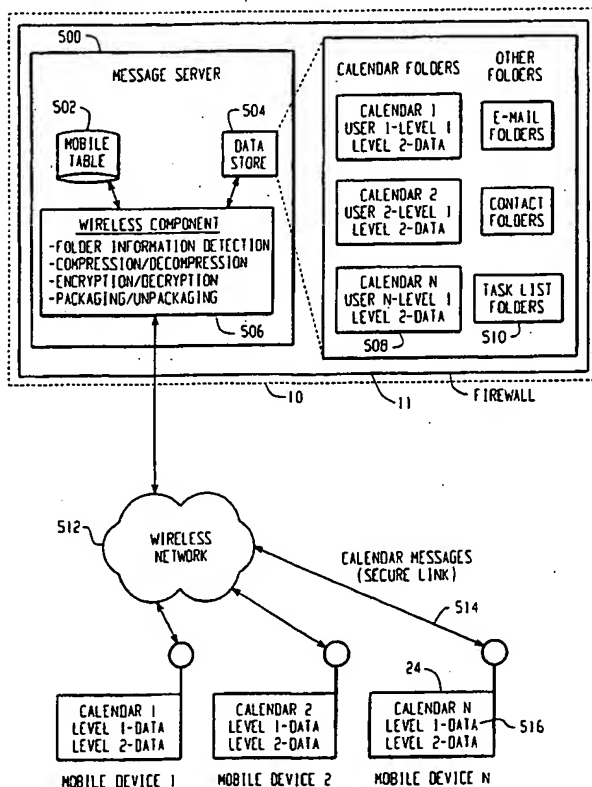 500
MESSAGE SERVER
502
MOBILE
TABLE
504
DATA
STORE
WIRELESS COMPONENT
-FOLDER INFORMATION DETECTION
-COMPRESSION/DECOMPRESSION
-ENCRYPTION/DECRYPTION
-PACKAGING/UNPACKAGING
506
CALENDAR FOLDERS
OTHER
FOLDERS
CALENDAR 1
USER 1-LEVEL 1
LEVEL 2-DATA
E-MAIL
FOLDERS
CALENDAR 2
USER 2-LEVEL 1
LEVEL 2-DATA
CONTACT
FOLDERS
CALENDAR N
USER N-LEVEL 1
LEVEL 2-DATA
508
TASK LIST
FOLDERS
510
10
11
FIREWALL
512
WIRELESS
NETWORK
CALENDAR MESSAGES
(SECURE LINK)
514
24
CALENDAR 1
LEVEL 1-DATA
LEVEL 2-DATA
CALENDAR 2
LEVEL 1-DATA
LEVEL 2-DATA
CALENDAR N
LEVEL 1-DATA
LEVEL 2-DATA
516
MOBILE DEVICE 1
MOBILE DEVICE 2
MOBILE DEVICE N